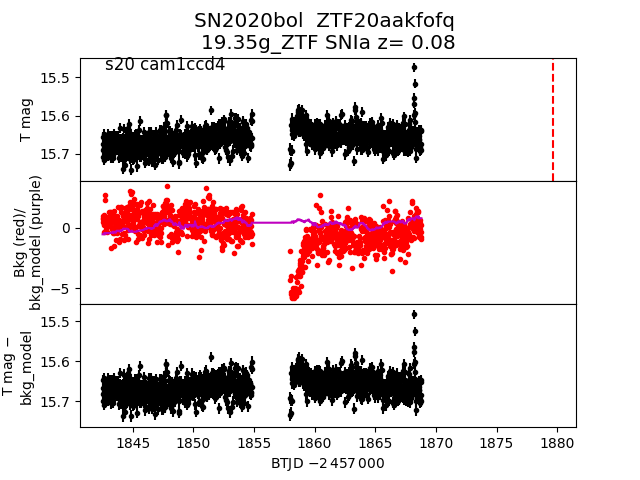 SN2020bol ZTF20aakfofq
19.35g_ZTF SNIa z= 0.08
s20 cam1ccd4
T mag
15.5
15.6
15.7
Bkg (red)/
bkg_model (purple)
0
−5
T mag −
bkg_model
15.5
15.6
15.7
1845 1850 1855 1860 1865 1870 1875 1880
BTJD −2 457 000